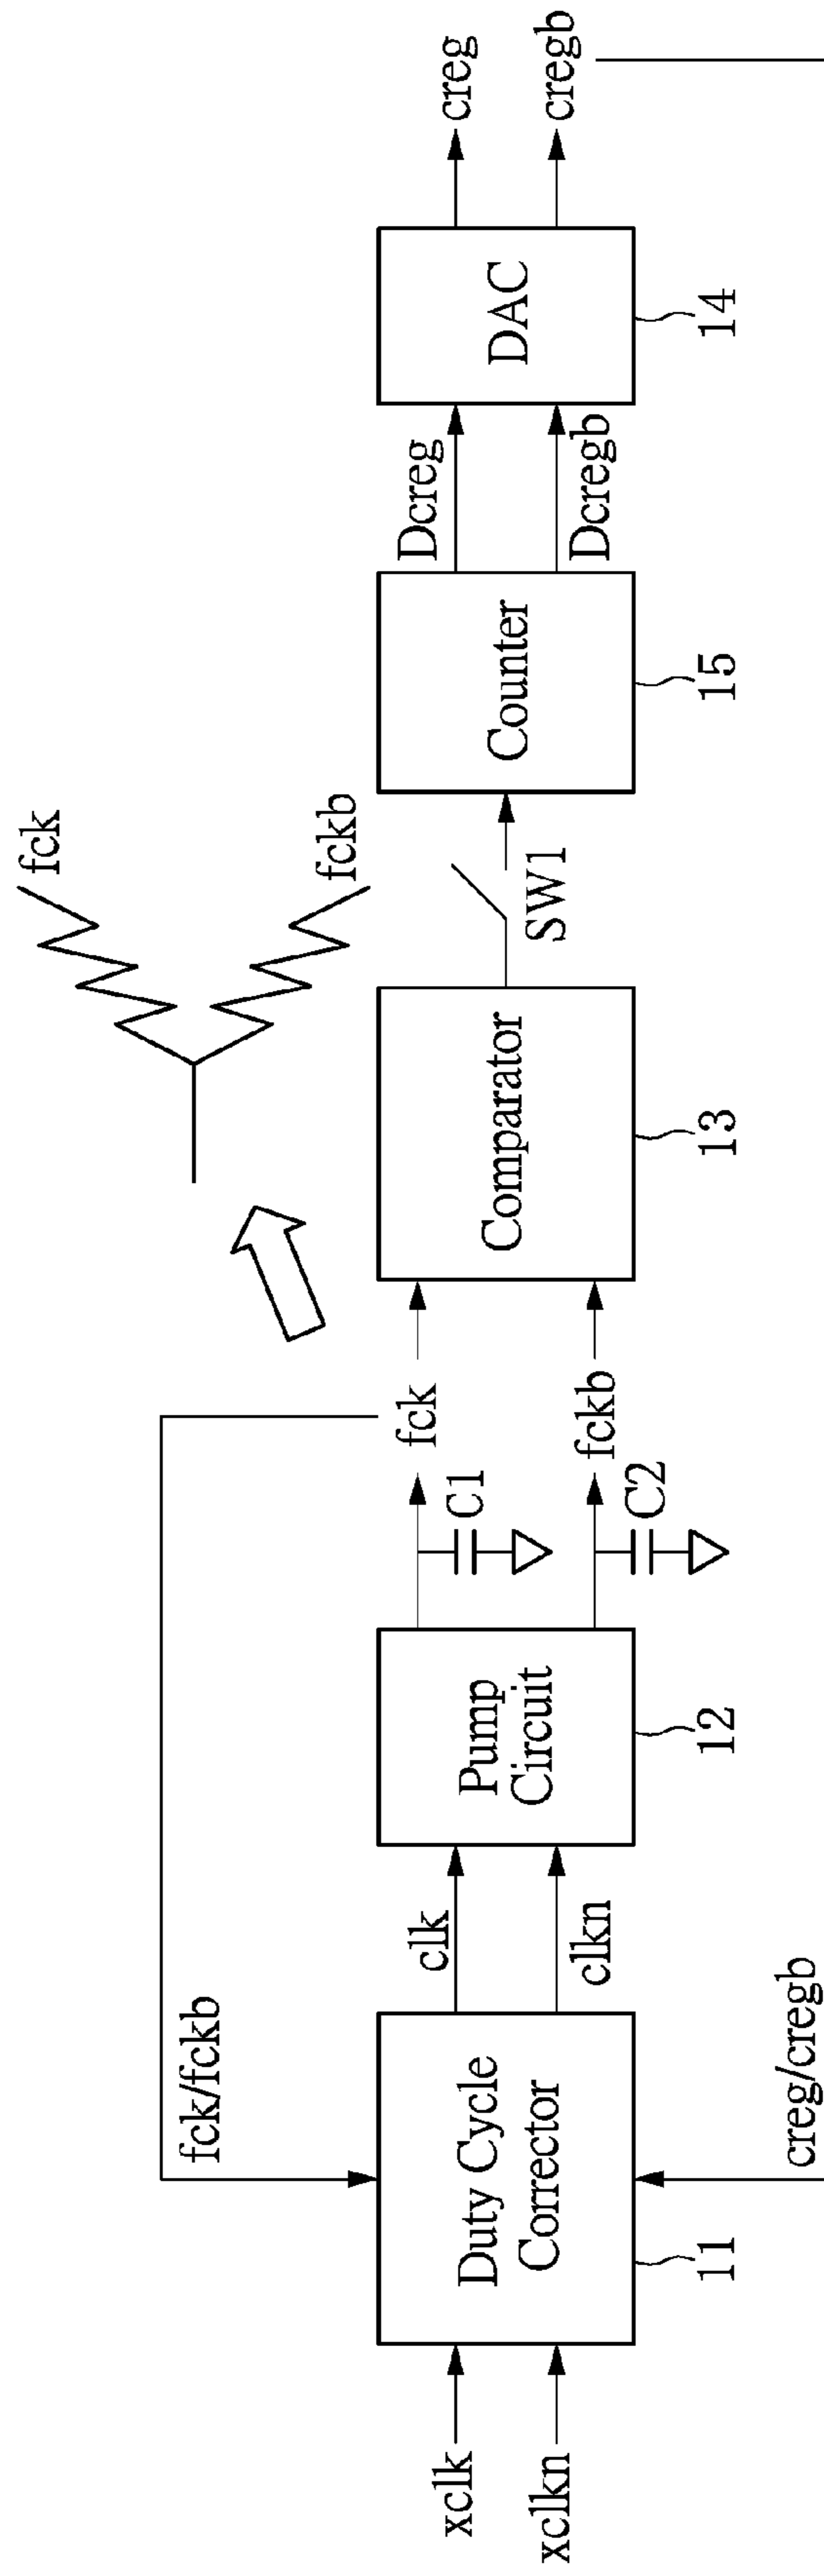 fck
fckb
fck/fckb
xclk
xclkn
Duty Cycle
Corrector
11
clk
clkn
Pump
Circuit
12
C1
C2
fck
fckb
Comparator
13
SW1
Counter
15
Dcreg
Dcregb
DAC
14
creg
cregb
creg/cregb